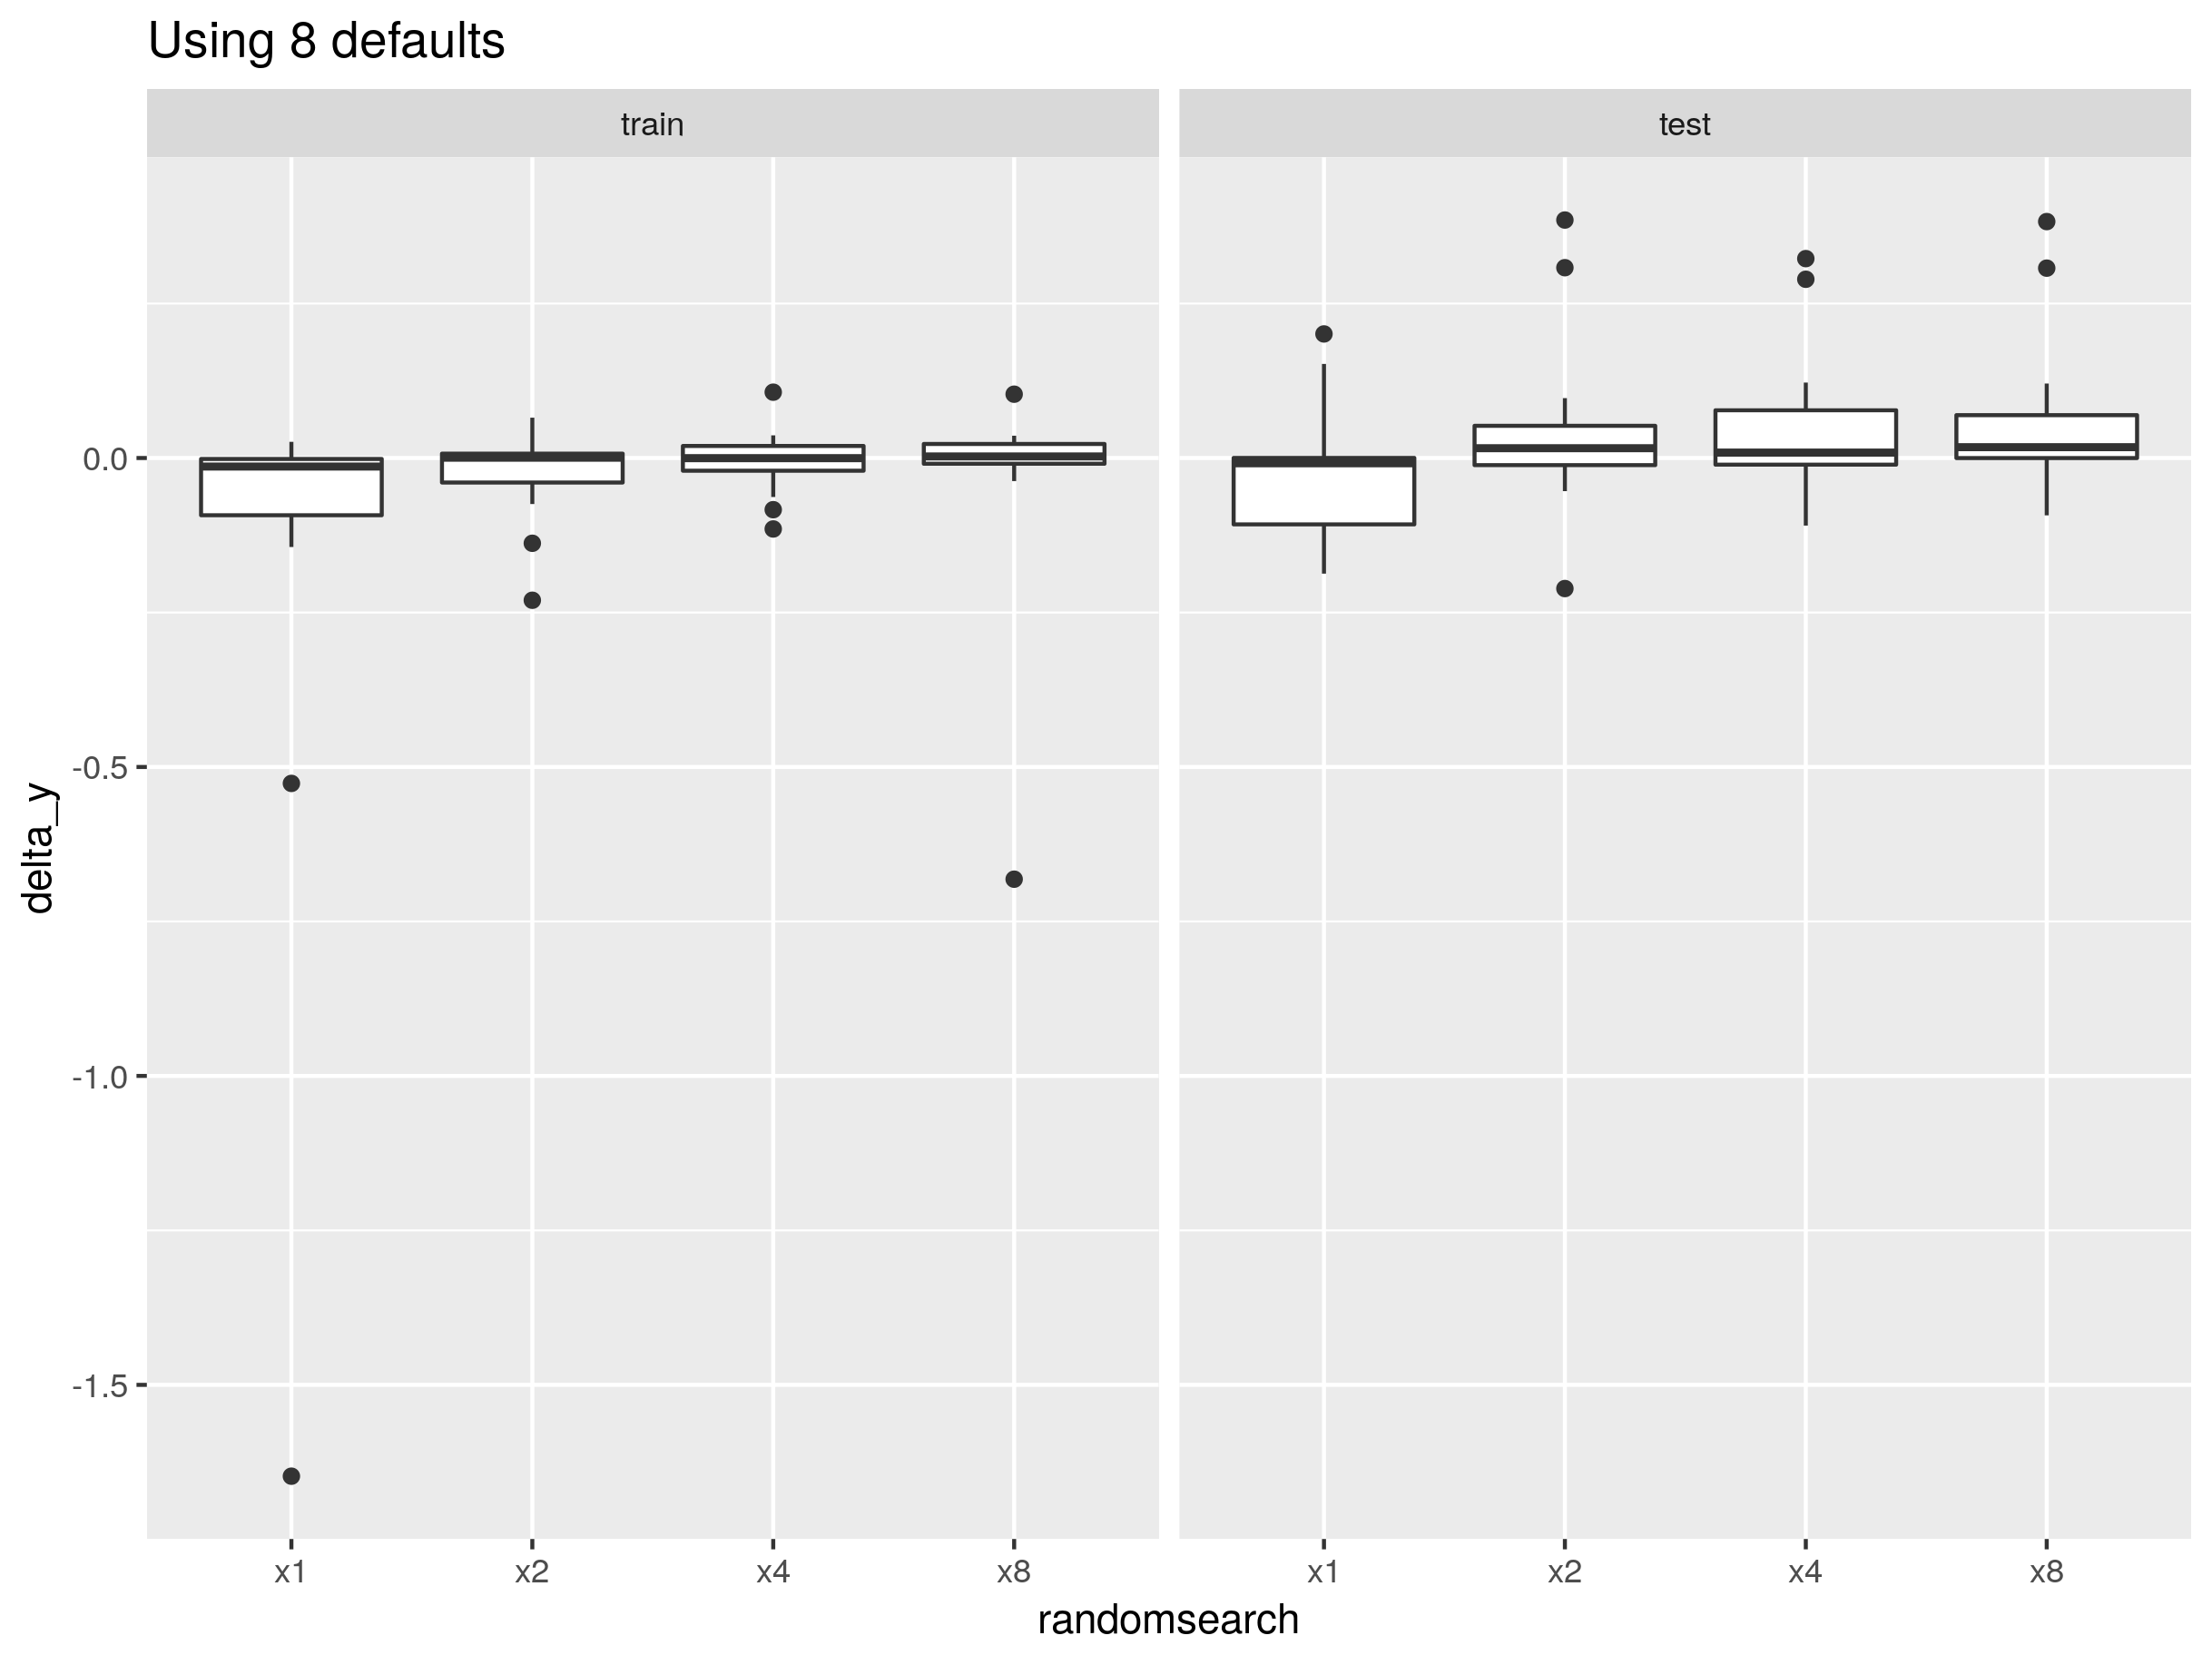 Using 8 defaults
train
test
delta_y
0.0
-0.5
-1.0
-1.5
x1 x2 x4 x8 x1 x2 x4 x8
randomsearch